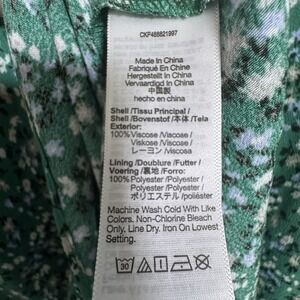 CKF466621997
Made In China
Fabriqué En Chine
Hergestellt In China
Vervaardigd In China
中国製
hecho en china
Shell /Tissu Principal /
Shell /Bovenstof /本体 /Tela
Exterior:
100% Viscose /Viscose /
Viskose /Viscose /
レーヨン /Viscosa
Lining /Doublure /Futter /
Voering /裏地 /Forro:
100% Polyester /Polyester /
Polyester /Polyester /
ポリエステル /poliéster
Machine Wash Cold With Like
Colors. Non-Chlorine Bleach
Only. Line Dry. Iron On Lowest
Setting.
30